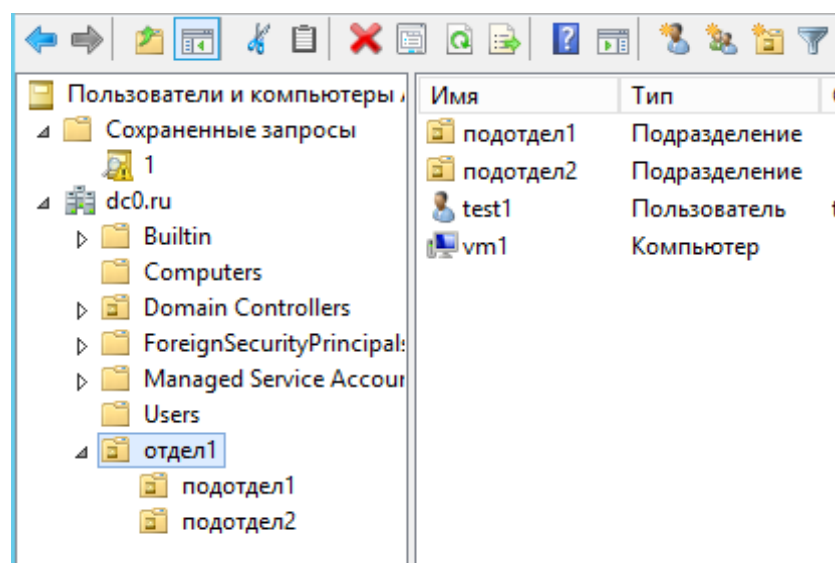 Пользователи и компьютеры
Сохраненные запросы
1
dc0.ru
Builtin
Computers
Domain Controllers
ForeignSecurityPrincipals
Managed Service Accour
Users
отдел1
подотдел1
подотдел2
Имя Тип
подотдел1 Подразделение
подотдел2 Подразделение
test1 Пользователь
vm1 Компьютер